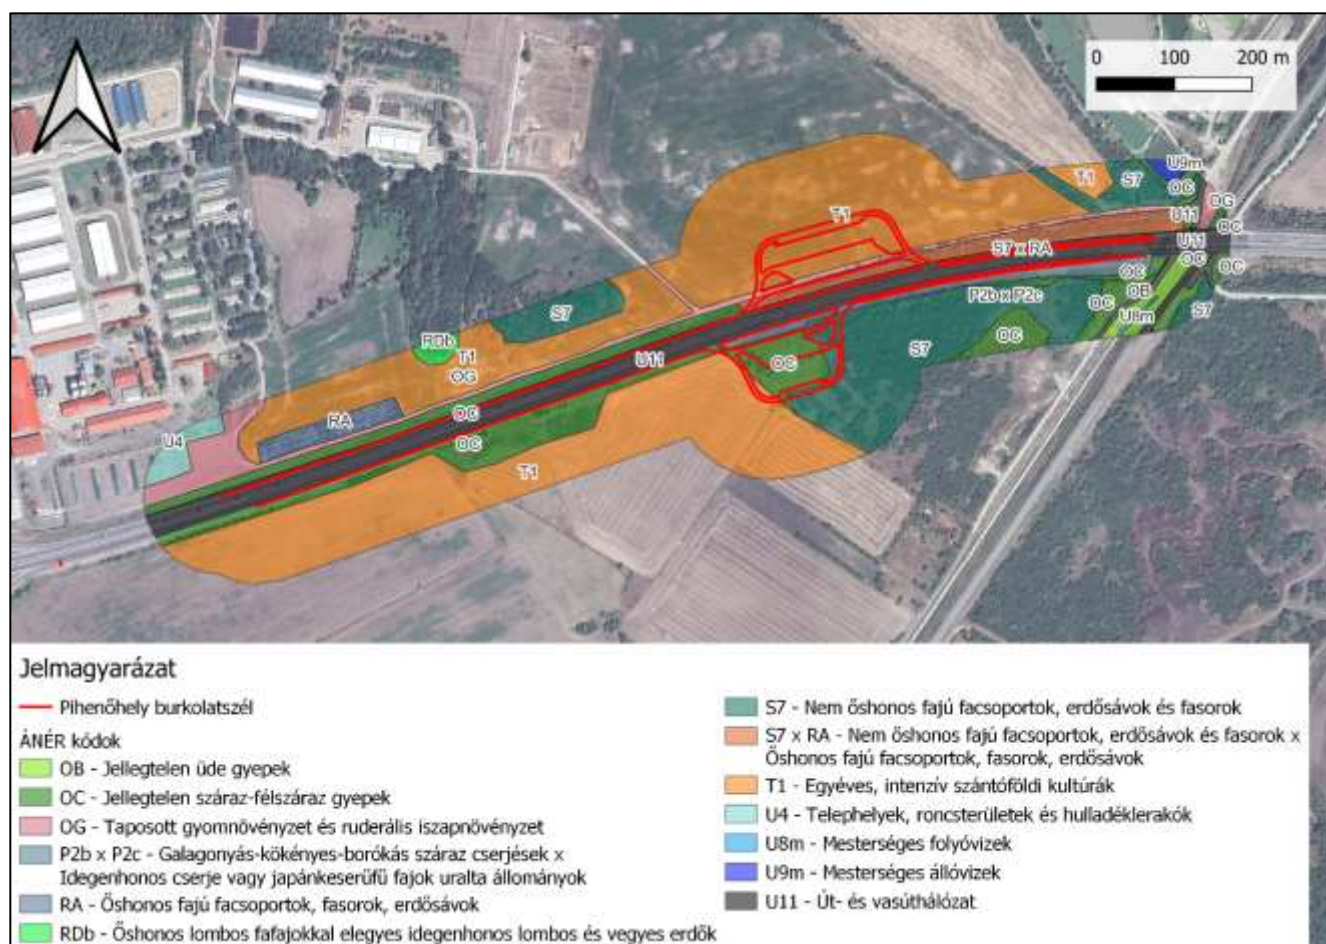 0 100 200 m
U9m
T1
S7
OC
OG
T1
U11
OC
S7 x RA
U11
OC
OC
OC
P2b x P2c
OB
OC
U8m
S7
S7
OC
S7
RDb
T1
OG
U11
OC
OC
RA
OC
U4
T1
Jelmagyarázat
Pihenőhely burkolatszél
ÁNÉR kódok
OB - Jellegtelen üde gyepek
OC - Jellegtelen száraz-félszáraz gyepek
OG - Taposott gyomnövényzet és ruderális iszapnövényzet
P2b x P2c - Galagonyás-kökényes-borókás száraz cserjések x
Idegenhonos cserje vagy japánkeserűfű fajok uralta állományok
RA - Őshonos fajú facsoportok, fasorok, erdősávok
RDb - Őshonos lombos fafajokkal elegyes idegenhonos lombos és vegyes erdők
S7 - Nem őshonos fajú facsoportok, erdősávok és fasorok
S7 x RA - Nem őshonos fajú facsoportok, erdősávok és fasorok x
Őshonos fajú facsoportok, fasorok, erdősávok
T1 - Egyéves, intenzív szántóföldi kultúrák
U4 - Telephelyek, roncsterületek és hulladéklerakók
U8m - Mesterséges folyóvizek
U9m - Mesterséges állóvizek
U11 - Út- és vasúthálózat